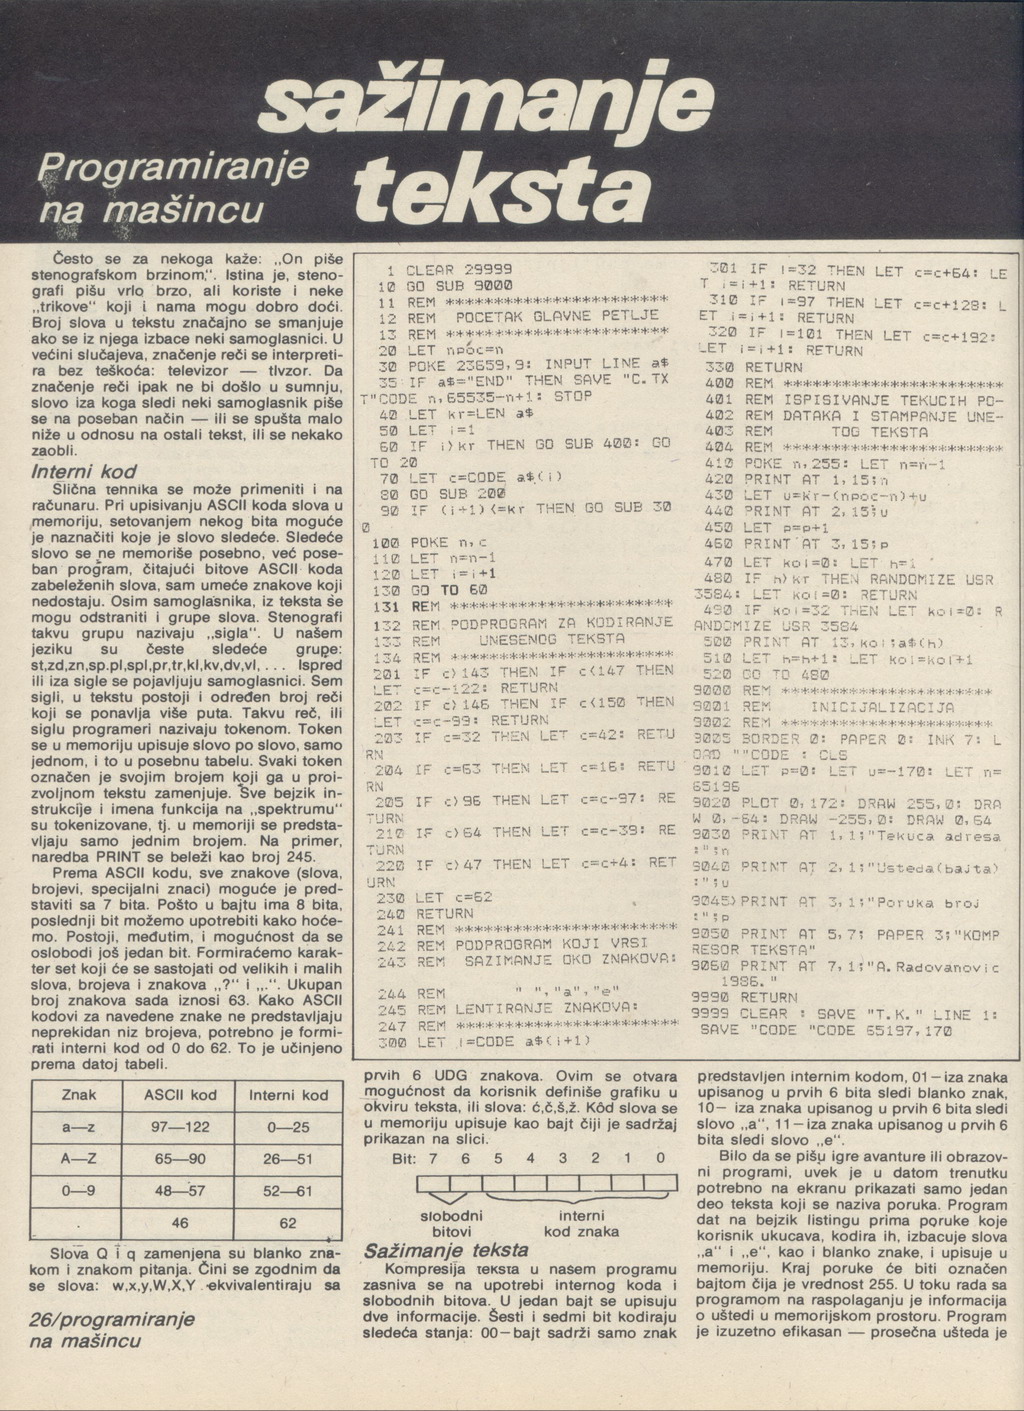 sažimanje
teksta
Programiranje
na mašincu
Često se za nekoga kaže: „On piše
stenografskom brzinom;“. Istina je, steno-
grafi pišu vrlo brzo, ali koriste i neke
„trikove“ koji i nama mogu dobro doći.
Broj slova u tekstu značajno se smanjuje
ako se iz njega izbace neki samoglasnici. U
većini slučajeva, značenje reči se interpreti-
ra bez teškoća: televizor — tlvzor. Da
značenje reči ipak ne bi došlo u sumnju,
slovo iza koga sledi neki samoglasnik piše
se na poseban način — ili se spušta malo
niže u odnosu na ostali tekst, ili se nekako
zaobli.
Interni kod
Slična tehnika se može primeniti i na
računaru. Pri upisivanju ASCII koda slova u
memoriju, setovanjem nekog bita moguće
je naznačiti koje je slovo sledeće. Sledeće
slovo se ne memoriše posebno, već pose-
ban program, čitajući bitove ASCII koda
zabeleženih slova, sam umeće znakove koji
nedostaju. Osim samoglasnika, iz teksta se
mogu odstraniti i grupe slova. Stenografi
takvu grupu nazivaju „sigla“. U našem
jeziku su česte sledeće grupe:
st,zd,zn,sp.pl,spl,pr,tr,kl,kv,dv,vl,... Ispred
ili iza sigle se pojavljuju samoglasnici. Sem
sigli, u tekstu postoji i određen broj reči
koji se ponavlja više puta. Takvu reč, ili
siglu programeri nazivaju tokenom. Token
se u memoriju upisuje slovo po slovo, samo
jednom, i to u posebnu tabelu. Svaki token
označen je svojim brojem koji ga u proi-
zvoljnom tekstu zamenjuje. Sve bejzik in-
strukcije i imena funkcija na „spektrumu“
su tokenizovane, tj. u memoriji se predsta-
vljaju samo jednim brojem. Na primer,
naredba PRINT se beleži kao broj 245.
Prema ASCII kodu, sve znakove (slova,
brojevi, specijalni znaci) moguće je pred-
staviti sa 7 bita. Pošto u bajtu ima 8 bita,
poslednji bit možemo upotrebiti kako hoće-
mo. Postoji, međutim, i mogućnost da se
oslobodi još jedan bit. Formiraćemo karak-
ter set koji će se sastojati od velikih i malih
slova, brojeva i znakova „?“ i „.“. Ukupan
broj znakova sada iznosi 63. Kako ASCII
kodovi za navedene znake ne predstavljaju
neprekidan niz brojeva, potrebno je formi-
rati interni kod od 0 do 62. To je učinjeno
prema datoj tabeli.
Znak ASCII kod Interni kod
a—z 97—122 0—25
A—Z 65—90 26—51
0—9 48—57 52—61
. 46 62
Slova Q i q zamenjena su blanko zna-
kom i znakom pitanja. Čini se zgodnim da
se slova: w,x,y,W,X,Y ekvivalentiraju sa
26/programiranje
na mašincu
1 CLEAR 29999
10 GO SUB 9000
11 REM ***********************
12 REM POCETAK GLAVNE PETLJE
13 REM ***********************
20 LET npoc=n
30 POKE 23659,9: INPUT LINE a$
35 IF a$="END" THEN SAVE "C.TX
T"CODE n,65535-n+1: STOP
40 LET kr=LEN a$
50 LET i=1
60 IF i>kr THEN GO SUB 400: GO
TO 20
70 LET c=CODE a$(i)
80 GO SUB 200
90 IF (i+1)<=kr THEN GO SUB 30
0
100 POKE n,c
110 LET n=n-1
120 LET i=i+1
130 GO TO 60
131 REM ***********************
132 REM PODPROGRAM ZA KODIRANJE
133 REM UNESENOG TEKSTA
134 REM ***********************
201 IF c>143 THEN IF c<147 THEN
LET c=c-122: RETURN
202 IF c>146 THEN IF c<150 THEN
LET c=c-99: RETURN
203 IF c=32 THEN LET c=42: RETU
RN
204 IF c=63 THEN LET c=16: RETU
RN
205 IF c>96 THEN LET c=c-97: RE
TURN
210 IF c>64 THEN LET c=c-39: RE
TURN
220 IF c>47 THEN LET c=c+4: RET
URN
230 LET c=62
240 RETURN
241 REM ***********************
242 REM PODPROGRAM KOJI VRSI
243 REM SAZIMANJE OKO ZNAKOVA:
244 REM " ","a","e"
245 REM LENTIRANJE ZNAKOVA:
247 REM ***********************
300 LET l=CODE a$(i+1)
301 IF l=32 THEN LET c=c+64: LE
T i=i+1: RETURN
310 IF l=97 THEN LET c=c+128: L
ET i=i+1: RETURN
320 IF l=101 THEN LET c=c+192:
LET i=i+1: RETURN
330 RETURN
400 REM ***********************
401 REM ISPISIVANJE TEKUCIH PO-
402 REM DATAKA I STAMPANJE UNE-
403 REM TOG TEKSTA
404 REM ***********************
410 POKE n,255: LET n=n-1
420 PRINT AT 1,15;n
430 LET u=kr-(npoc-n)+u
440 PRINT AT 2,15;u
450 LET p=p+1
460 PRINT AT 3,15;p
470 LET kol=0: LET h=1
480 IF h>kr THEN RANDOMIZE USR
3584: LET kol=0: RETURN
490 IF kol=32 THEN LET kol=0: R
ANDOMIZE USR 3584
500 PRINT AT 13,kol;a$(h)
510 LET h=h+1: LET kol=kol+1
520 GO TO 480
9000 REM **********************
9001 REM INICIJALIZACIJA
9002 REM **********************
9005 BORDER 0: PAPER 0: INK 7: L
OAD ""CODE : CLS
9010 LET p=0: LET u=-170: LET n=
65196
9020 PLOT 0,172: DRAW 255,0: DRA
W 0,-64: DRAW -255,0: DRAW 0,64
9030 PRINT AT 1,1;"Tekuca adresa
:";n
9040 PRINT AT 2,1;"Usteda(bajta)
:";u
9045>PRINT AT 3,1;"Poruka broj
:";p
9050 PRINT AT 5,7; PAPER 3;"KOMP
RESOR TEKSTA"
9060 PRINT AT 7,1;"A.Radovanovic
1986."
9990 RETURN
9999 CLEAR : SAVE "T.K." LINE 1:
SAVE "CODE "CODE 65197,170
prvih 6 UDG znakova. Ovim se otvara
mogućnost da korisnik definiše grafiku u
okviru teksta, ili slova: ć,č,š,ž. Kôd slova se
u memoriju upisuje kao bajt čiji je sadržaj
prikazan na slici.
Bit: 7 6 5 4 3 2 1 0
slobodni interni
bitovi kod znaka
Sažimanje teksta
Kompresija teksta u našem programu
zasniva se na upotrebi internog koda i
slobodnih bitova. U jedan bajt se upisuju
dve informacije. Šesti i sedmi bit kodiraju
sledeća stanja: 00—bajt sadrži samo znak
predstavljen internim kodom, 01—iza znaka
upisanog u prvih 6 bita sledi blanko znak,
10— iza znaka upisanog u prvih 6 bita sledi
slovo „a“, 11—iza znaka upisanog u prvih 6
bita sledi slovo „e“.
Bilo da se pišu igre avanture ili obrazov-
ni programi, uvek je u datom trenutku
potrebno na ekranu prikazati samo jedan
deo teksta koji se naziva poruka. Program
dat na bejzik listingu prima poruke koje
korisnik ukucava, kodira ih, izbacuje slova
„a“ i „e“, kao i blanko znake, i upisuje u
memoriju. Kraj poruke će biti označen
bajtom čija je vrednost 255. U toku rada sa
programom na raspolaganju je informacija
o uštedi u memorijskom prostoru. Program
je izuzetno efikasan — prosečna ušteda je